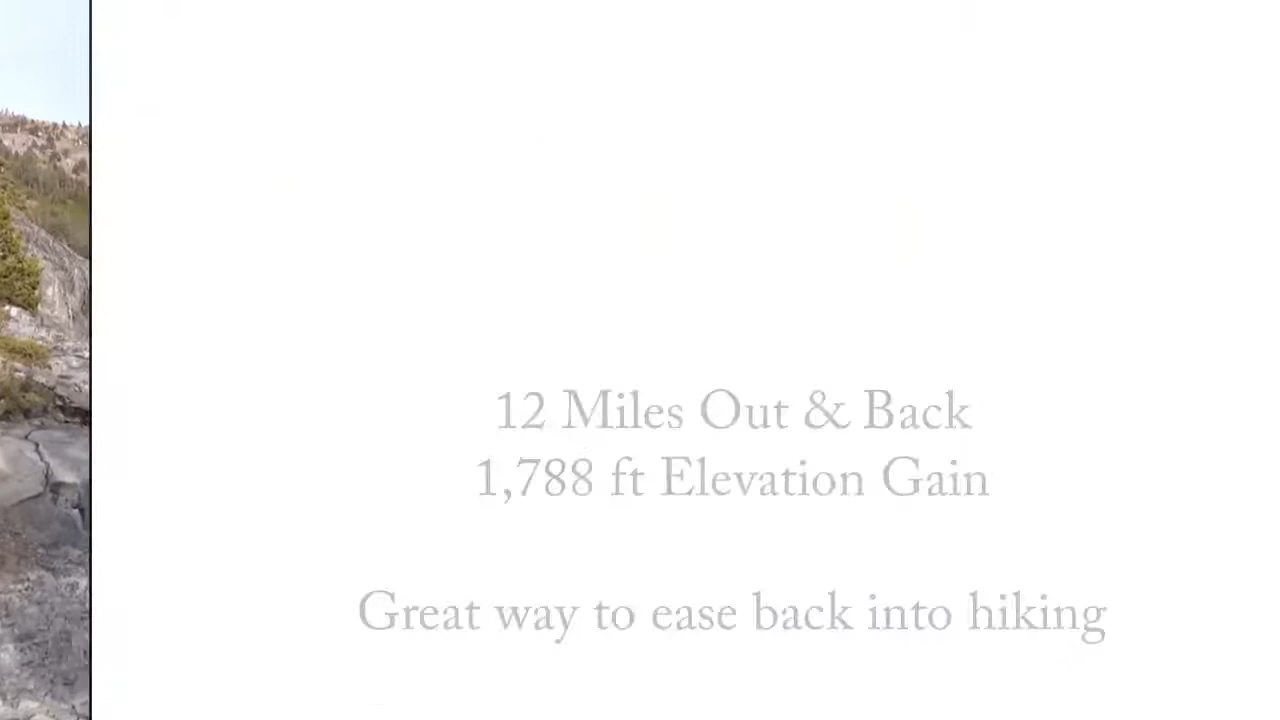 12 Miles Out & Back
1,788 ft Elevation Gain
Great way to ease back into hiking